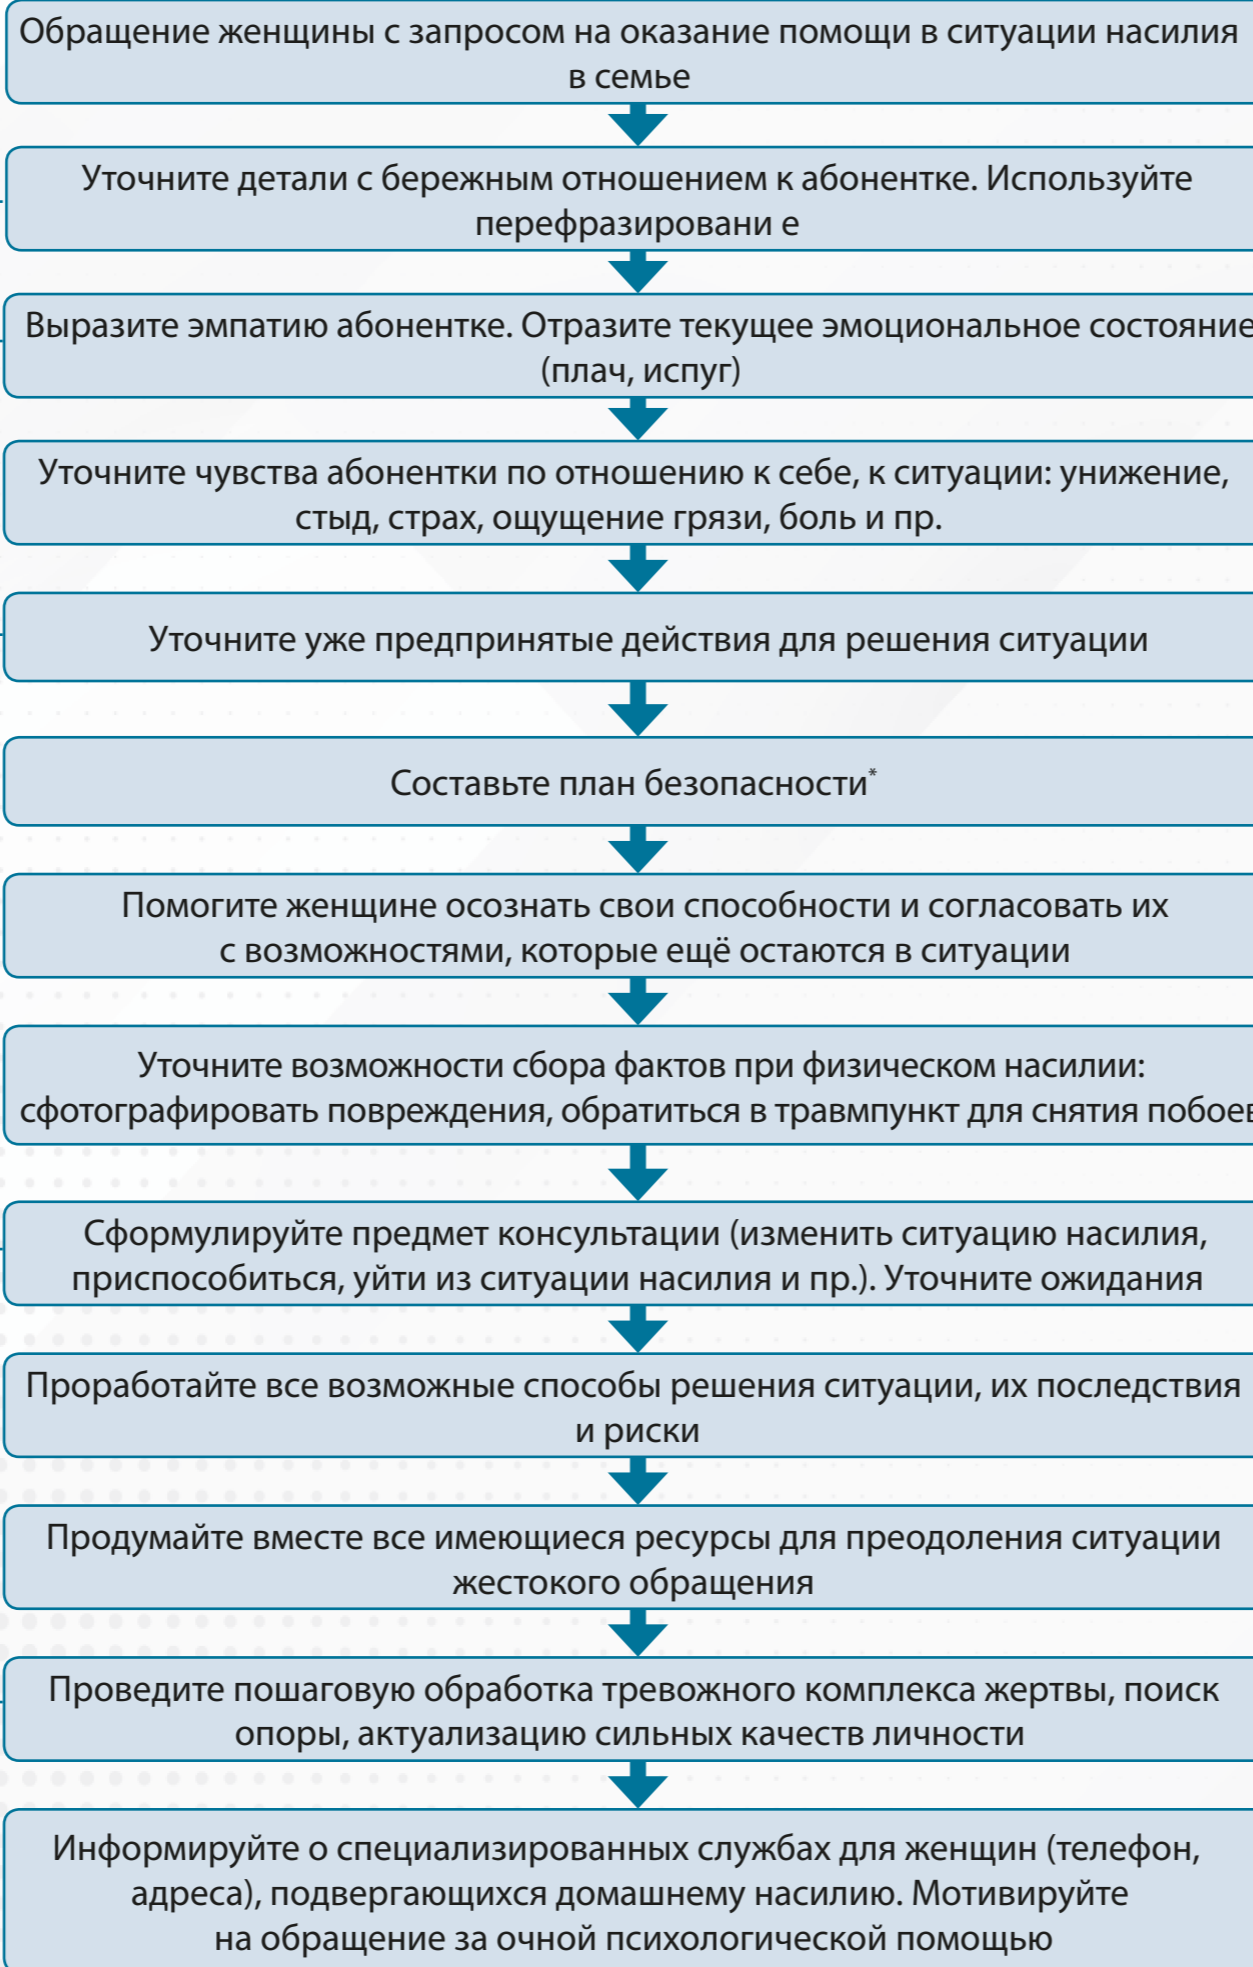 Обращение женщины с запросом на оказание помощи в ситуации насилия
в семье
Уточните детали с бережным отношением к абонентке. Используйте
перефразировани е
Выразите эмпатию абонентке. Отразите текущее эмоциональное состояние
(плач, испуг)
Уточните чувства абонентки по отношению к себе, к ситуации: унижение,
стыд, страх, ощущение грязи, боль и пр.
Уточните уже предпринятые действия для решения ситуации
Составьте план безопасности*
Помогите женщине осознать свои способности и согласовать их
с возможностями, которые ещё остаются в ситуации
Уточните возможности сбора фактов при физическом насилии:
сфотографировать повреждения, обратиться в травмпункт для снятия побоев
Сформулируйте предмет консультации (изменить ситуацию насилия,
приспособиться, уйти из ситуации насилия и пр.). Уточните ожидания
Проработайте все возможные способы решения ситуации, их последствия
и риски
Продумайте вместе все имеющиеся ресурсы для преодоления ситуации
жестокого обращения
Проведите пошаговую обработка тревожного комплекса жертвы, поиск
опоры, актуализацию сильных качеств личности
Информируйте о специализированных службах для женщин (телефон,
адреса), подвергающихся домашнему насилию. Мотивируйте
на обращение за очной психологической помощью